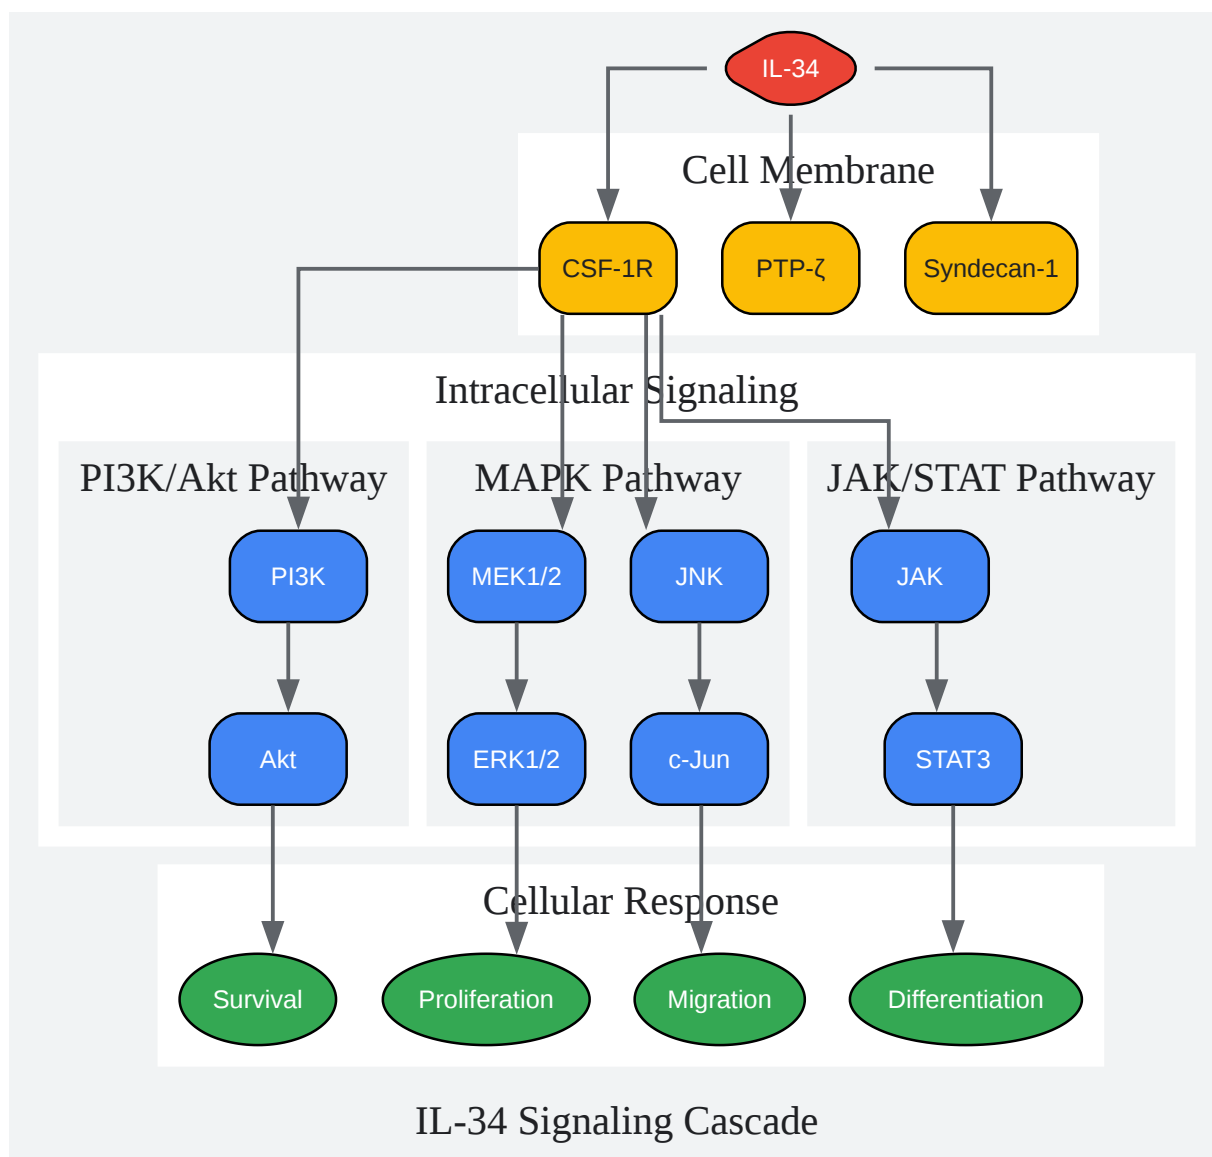 IL-34
Cell Membrane
CSF-1R
PTP-ζ
Syndecan-1
Intracellular Signaling
PI3K/Akt Pathway
MAPK Pathway
JAK/STAT Pathway
PI3K
MEK1/2
JNK
JAK
Akt
ERK1/2
c-Jun
STAT3
Cellular Response
Survival
Proliferation
Migration
Differentiation
IL-34 Signaling Cascade